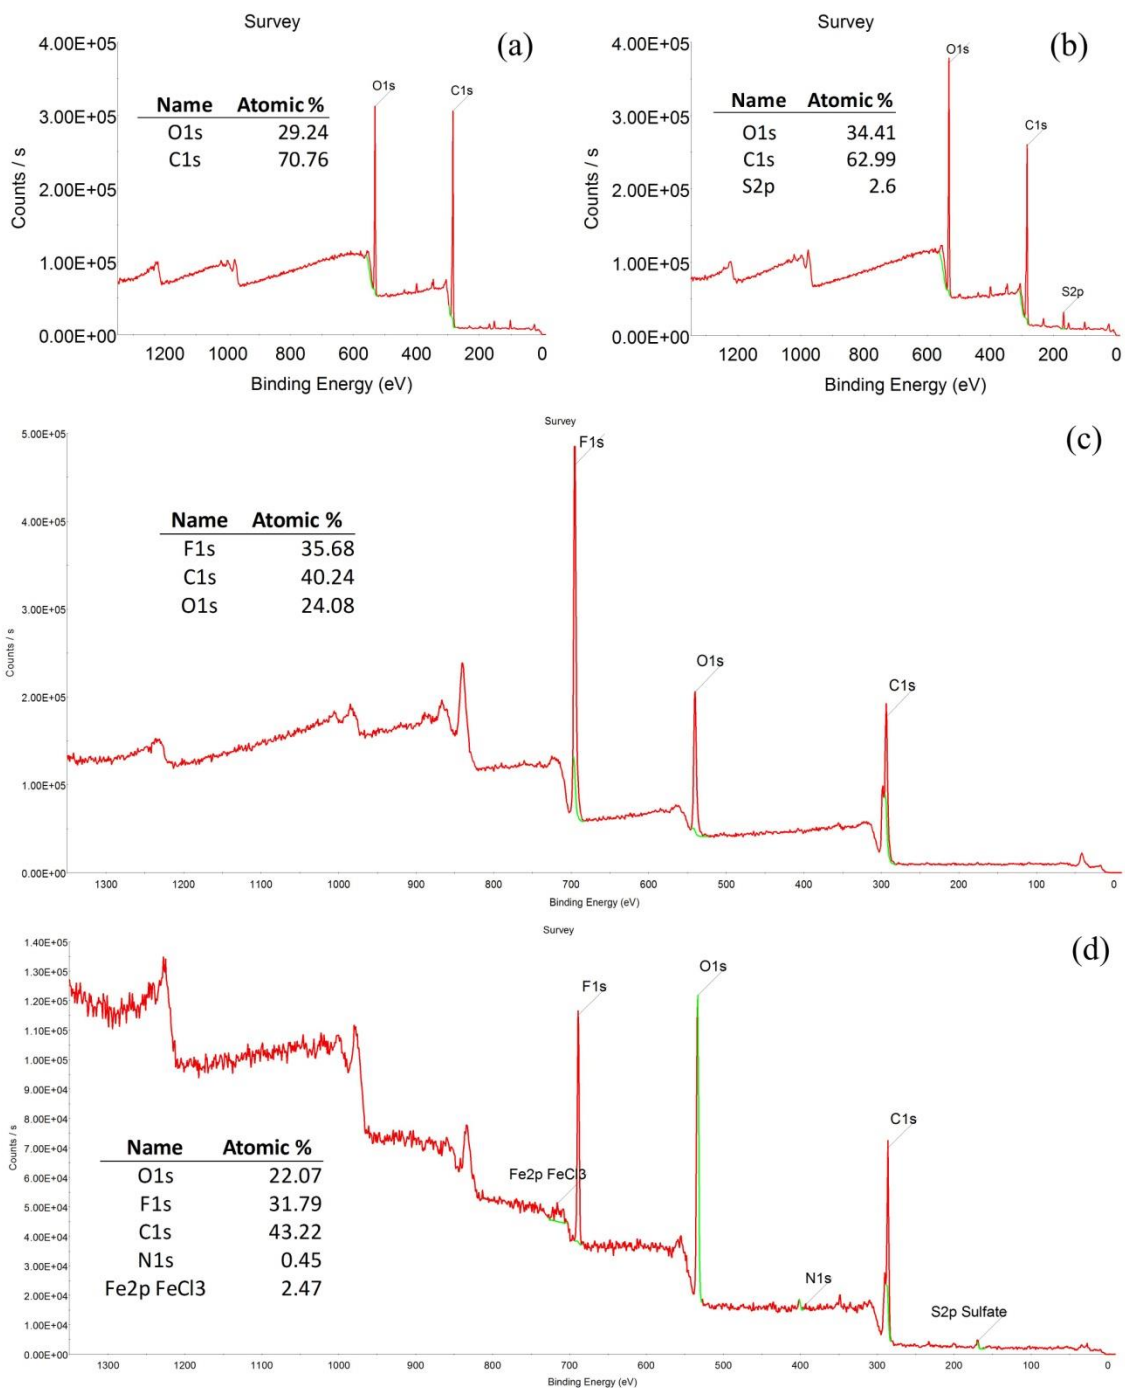 Survey
(a)
4.00E+05
3.00E+05
2.00E+05
1.00E+05
0.00E+00
Counts / s
Name Atomic %
O1s 29.24
C1s 70.76
O1s
C1s
1200 1000 800 600 400 200 0
Binding Energy (eV)
Survey
(b)
4.00E+05
3.00E+05
2.00E+05
1.00E+05
0.00E+00
Counts / s
Name Atomic %
O1s 34.41
C1s 62.99
S2p 2.6
O1s
C1s
S2p
1200 1000 800 600 400 200 0
Binding Energy (eV)
Survey
(c)
5.00E+05
4.00E+05
3.00E+05
2.00E+05
1.00E+05
0.00E+00
Counts / s
Name Atomic %
F1s 35.68
C1s 40.24
O1s 24.08
F1s
O1s
C1s
1300 1200 1100 1000 900 800 700 600 500 400 300 200 100 0
Binding Energy (eV)
Survey
(d)
1.40E+05
1.30E+05
1.20E+05
1.10E+05
1.00E+05
9.00E+04
8.00E+04
7.00E+04
6.00E+04
5.00E+04
4.00E+04
3.00E+04
2.00E+04
1.00E+04
0.00E+00
Counts / s
Name Atomic %
O1s 22.07
F1s 31.79
C1s 43.22
N1s 0.45
Fe2p FeCl3 2.47
Fe2p FeCl3
F1s
O1s
N1s
C1s
S2p Sulfate
1300 1200 1100 1000 900 800 700 600 500 400 300 200 100 0
Binding Energy (eV)